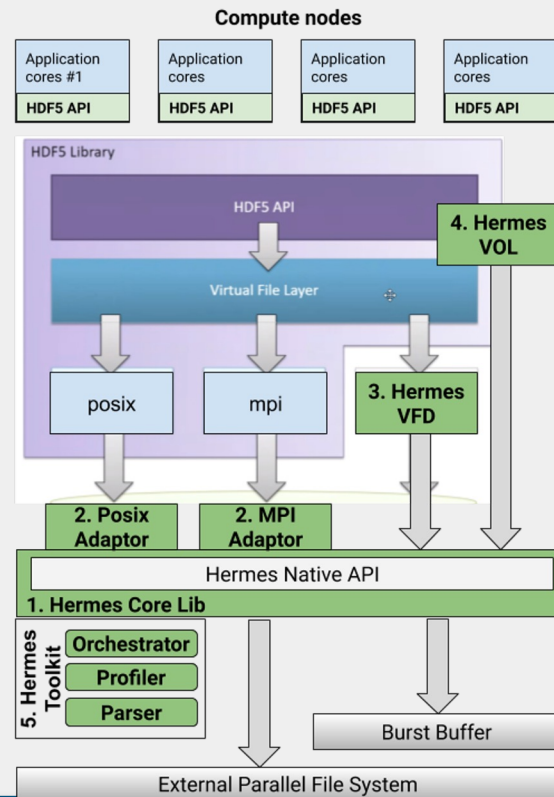 Compute nodes
Application
cores #1
HDF5 API
Application
cores
HDF5 API
Application
cores
HDF5 API
Application
cores
HDF5 API
HDF5 Library
HDF5 API
4. Hermes
VOL
Virtual File Layer
posix
mpi
3. Hermes
VFD
2. Posix
Adaptor
2. MPI
Adaptor
Hermes Native API
1. Hermes Core Lib
5. Hermes
Toolkit
Orchestrator
Profiler
Parser
Burst Buffer
External Parallel File System